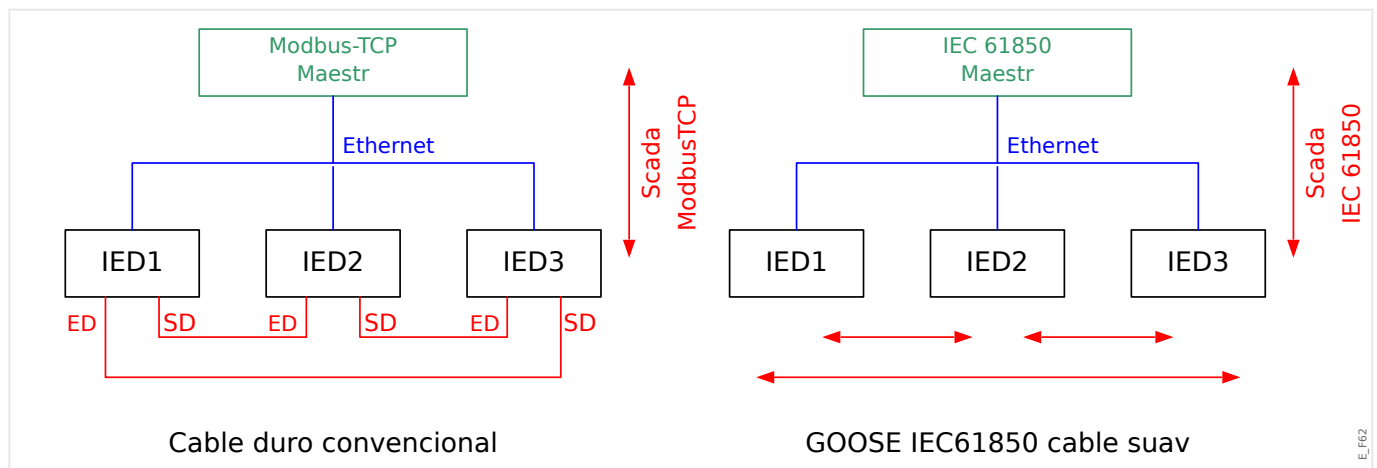 Modbus-TCP
Maestr
Ethernet
Scada
ModbusTCP
IED1
IED2
IED3
ED
SD
ED
SD
ED
SD
Cable duro convencional
IEC 61850
Maestr
Ethernet
Scada
IEC 61850
IED1
IED2
IED3
GOOSE IEC61850 cable suav
E_F62